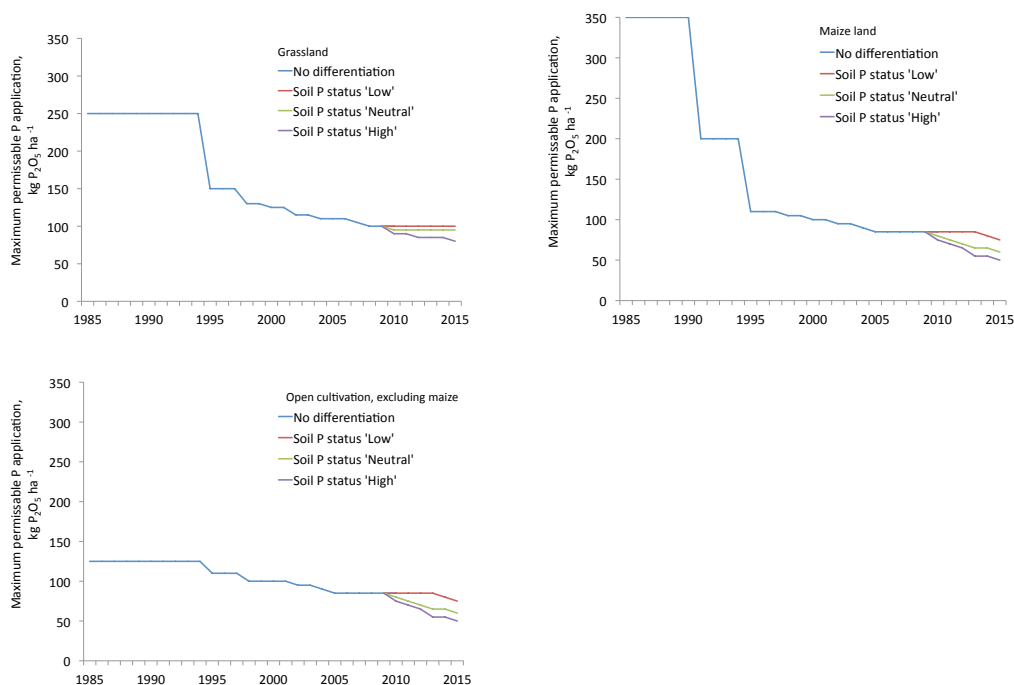 Maximum permissable P application,
kg P₂O₅ ha ⁻¹
350
300
250
200
150
100
50
0
1985 1990 1995 2000 2005 2010 2015
Grassland
No differentiation
Soil P status 'Low'
Soil P status 'Neutral'
Soil P status 'High'
Maximum permissable P application,
kg P₂O₅ ha ⁻¹
350
300
250
200
150
100
50
0
1985 1990 1995 2000 2005 2010 2015
Maize land
No differentiation
Soil P status 'Low'
Soil P status 'Neutral'
Soil P status 'High'
Maximum permissable P application,
kg P₂O₅ ha ⁻¹
350
300
250
200
150
100
50
0
1985 1990 1995 2000 2005 2010 2015
Open cultivation, excluding maize
No differentiation
Soil P status 'Low'
Soil P status 'Neutral'
Soil P status 'High'